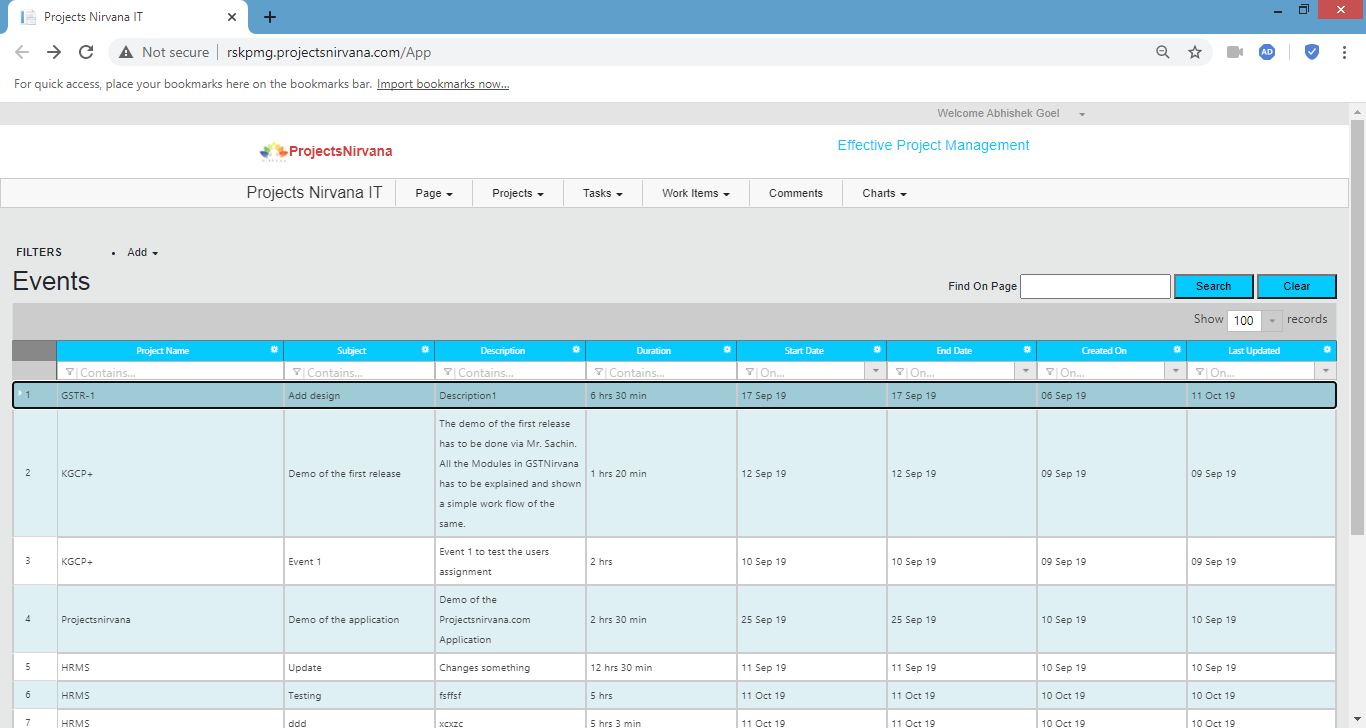 Projects Nirvana IT
Not secure rskpmg.projectsnirvana.com/App
AD
For quick access, place your bookmarks here on the bookmarks bar. Import bookmarks now...
Welcome Abhishek Goel
ProjectsNirvana
Effective Project Management
Projects Nirvana IT Page Projects Tasks Work Items Comments Charts
FILTERS • Add
Events
Find On Page Search Clear
Show 100 records
Project Name Subject Description Duration Start Date End Date Created On Last Updated
Contains... Contains... Contains... Contains... On... On... On... On...
1 GSTR-1 Add design Description1 6 hrs 30 min 17 Sep 19 17 Sep 19 06 Sep 19 11 Oct 19
The demo of the first release
has to be done via Mr. Sachin.
All the Modules in GSTNirvana
2 KGCP+ Demo of the first release has to be explained and shown 1 hrs 20 min 12 Sep 19 12 Sep 19 09 Sep 19 09 Sep 19
a simple work flow of the
same.
3 KGCP+ Event 1 Event 1 to test the users 2 hrs 10 Sep 19 10 Sep 19 09 Sep 19 09 Sep 19
assignment
Demo of the
4 Projectsnirvana Demo of the application Projectsnirvana.com 2 hrs 30 min 25 Sep 19 25 Sep 19 10 Sep 19 10 Sep 19
Application
5 HRMS Update Changes something 12 hrs 30 min 11 Sep 19 11 Sep 19 10 Sep 19 10 Sep 19
6 HRMS Testing fsffsf 5 hrs 11 Oct 19 11 Oct 19 10 Oct 19 10 Oct 19
7 HRMS ddd xcxzc 5 hrs 3 min 11 Oct 19 11 Oct 19 10 Oct 19 10 Oct 19